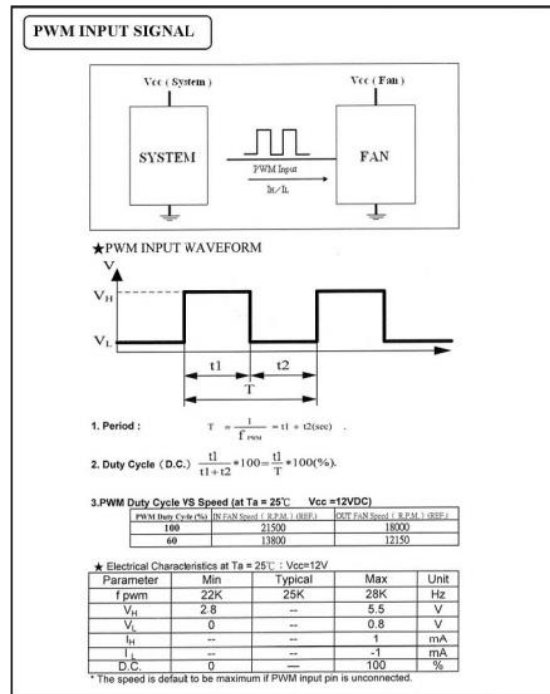 PWM INPUT SIGNAL
Vcc ( System )
Vcc ( Fan )
SYSTEM
FAN
PWM Input
IH/IL
★PWM INPUT WAVEFORM
V
VH
VL
t1 t2
T
1. Period : T = 1 / f PWM = t1 + t2(sec) .
2. Duty Cycle (D.C.) t1 / t1+t2 *100= t1 / T *100(%).
3.PWM Duty Cycle VS Speed (at Ta = 25℃ Vcc =12VDC)
PWM Duty Cycle (%) IN FAN Speed ( R.P.M.) (REF.) OUT FAN Speed ( R.P.M.) (REF.)
100 21500 18000
60 13800 12150
★ Electrical Characteristics at Ta = 25℃ : Vcc=12V
Parameter Min Typical Max Unit
f pwm 22K 25K 28K Hz
VH 2.8 -- 5.5 V
VL 0 -- 0.8 V
IH -- -- 1 mA
IL -- -- -1 mA
D.C. 0 — 100 %
* The speed is default to be maximum if PWM input pin is unconnected.